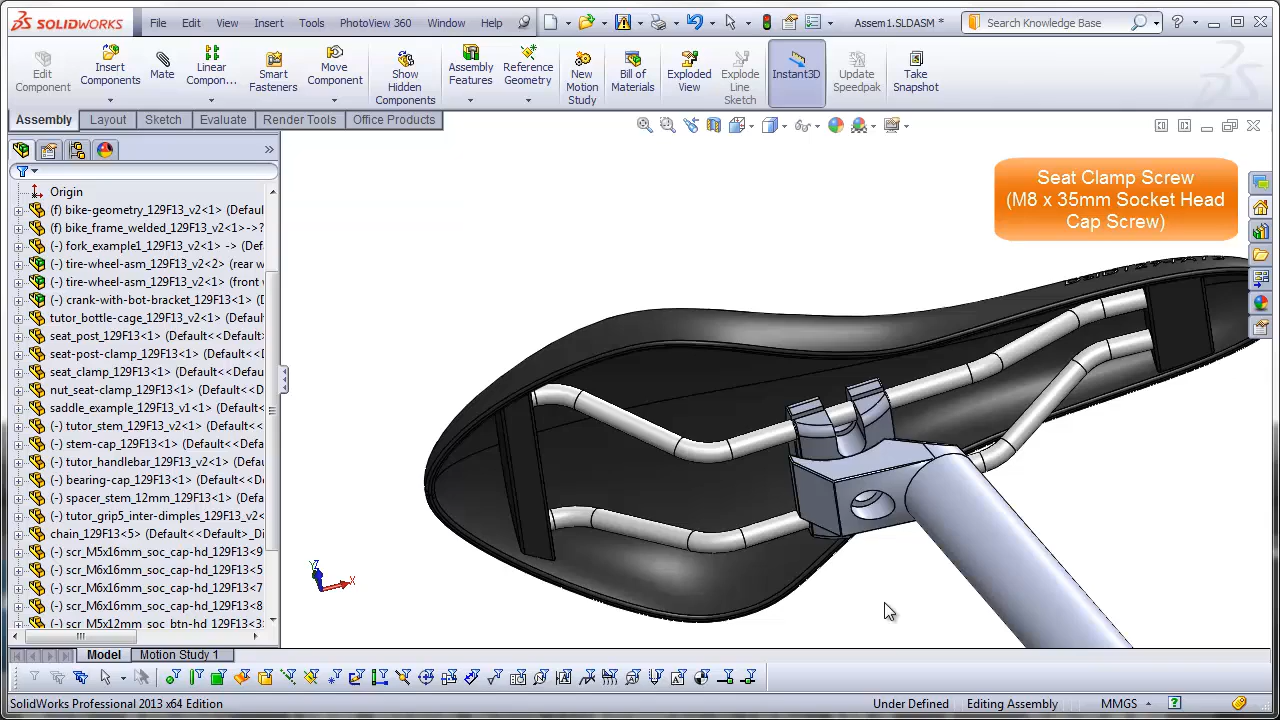 SOLIDWORKS
File Edit View Insert Tools PhotoView 360 Window Help
Assem1.SLDASM *
Search Knowledge Base
Edit Component
Insert Components
Mate
Linear Compon...
Smart Fasteners
Move Component
Show Hidden Components
Assembly Features
Reference Geometry
New Motion Study
Bill of Materials
Exploded View
Explode Line Sketch
Instant3D
Update Speedpak
Take Snapshot
Assembly Layout Sketch Evaluate Render Tools Office Products
Origin
(f) bike-geometry_129F13_v2<1> (Defaul
(f) bike_frame_welded_129F13_v2<1>->?
(-) fork_example1_129F13<1> -> (Defaul
(-) tire-wheel-asm_129F13_v2<2> (rear w
(-) tire-wheel-asm_129F13_v2<1> (front
(-) crank-with-bot-bracket_129F13<1> (D
tutor_bottle-cage_129F13_v2<1> (Default
seat_post_129F13<1> (Default<<Default>
seat-post-clamp_129F13<1> (Default<<D
seat_clamp_129F13<1> (Default<<Defaul
nut_seat-clamp_129F13<1> (Default<<D
saddle_example_129F13_v1<1> (Default<
(-) tutor_stem_129F13_v2<1> (Default<<
(-) stem-cap_129F13<1> (Default<<Defa
(-) tutor_handlebar_129F13_v2<1> (Defau
(-) bearing-cap_129F13<1> (Default<<D
(-) spacer_stem_12mm_129F13<1> (Defa
(-) tutor_grip5_inter-dimples_129F13_v2<
chain_129F13<5> (Default<<Default>_Di
(-) scr_M5x16mm_soc_cap-hd_129F13<9
(-) scr_M6x16mm_soc_cap-hd_129F13<5
(-) scr_M6x16mm_soc_cap-hd_129F13<7
(-) scr_M6x16mm_soc_cap-hd_129F13<8
(-) scr_M5x12mm_soc_btn-hd_129F13<3
Seat Clamp Screw
(M8 x 35mm Socket Head
Cap Screw)
Z
X
Model Motion Study 1
SolidWorks Professional 2013 x64 Edition
Under Defined
Editing Assembly
MMGS